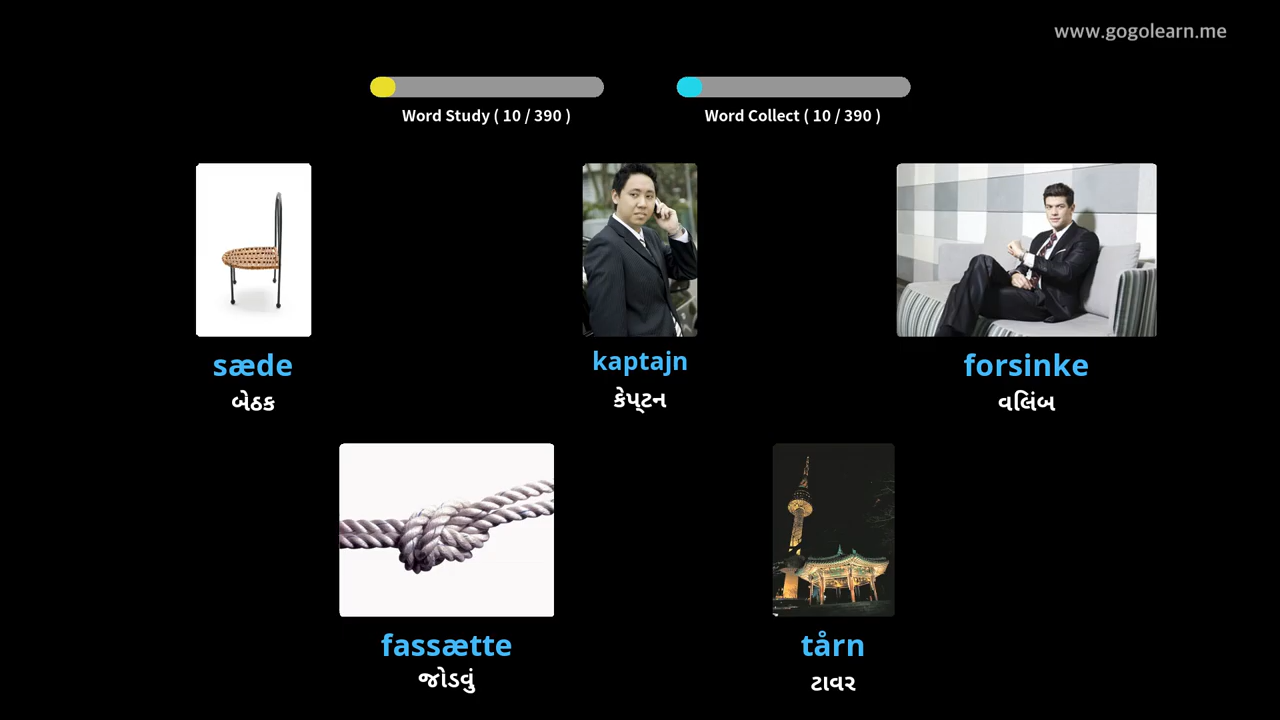 www.gogolearn.me
Word Study ( 10 / 390 )
Word Collect ( 10 / 390 )
sæde
બેઠક
kaptajn
કેપ્ટન
forsinke
વિલંબ
fassætte
જોડવું
tårn
ટાવર